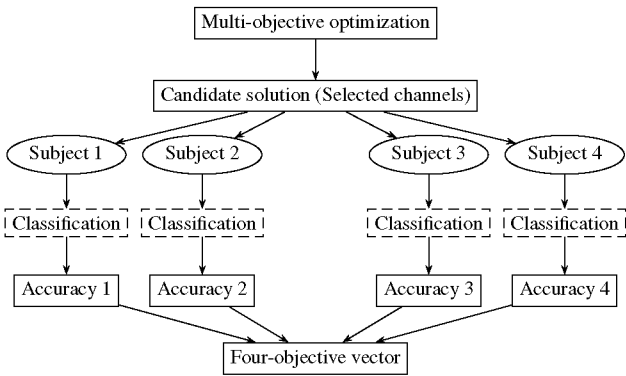 Multi-objective optimization
Candidate solution (Selected channels)
Subject 1
Subject 2
Subject 3
Subject 4
Classification
Classification
Classification
Classification
Accuracy 1
Accuracy 2
Accuracy 3
Accuracy 4
Four-objective vector